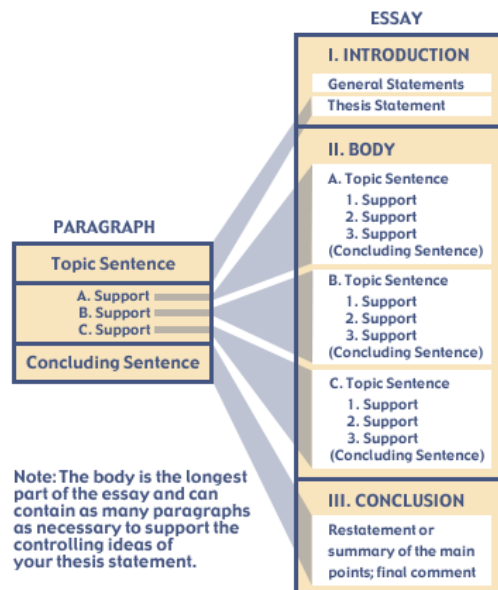 PARAGRAPH
Topic Sentence
A. Support
B. Support
C. Support
Concluding Sentence
Note: The body is the longest
part of the essay and can
contain as many paragraphs
as necessary to support the
controlling ideas of
your thesis statement.
ESSAY
I. INTRODUCTION
General Statements
Thesis Statement
II. BODY
A. Topic Sentence
1. Support
2. Support
3. Support
(Concluding Sentence)
B. Topic Sentence
1. Support
2. Support
3. Support
(Concluding Sentence)
C. Topic Sentence
1. Support
2. Support
3. Support
(Concluding Sentence)
III. CONCLUSION
Restatement or
summary of the main
points; final comment